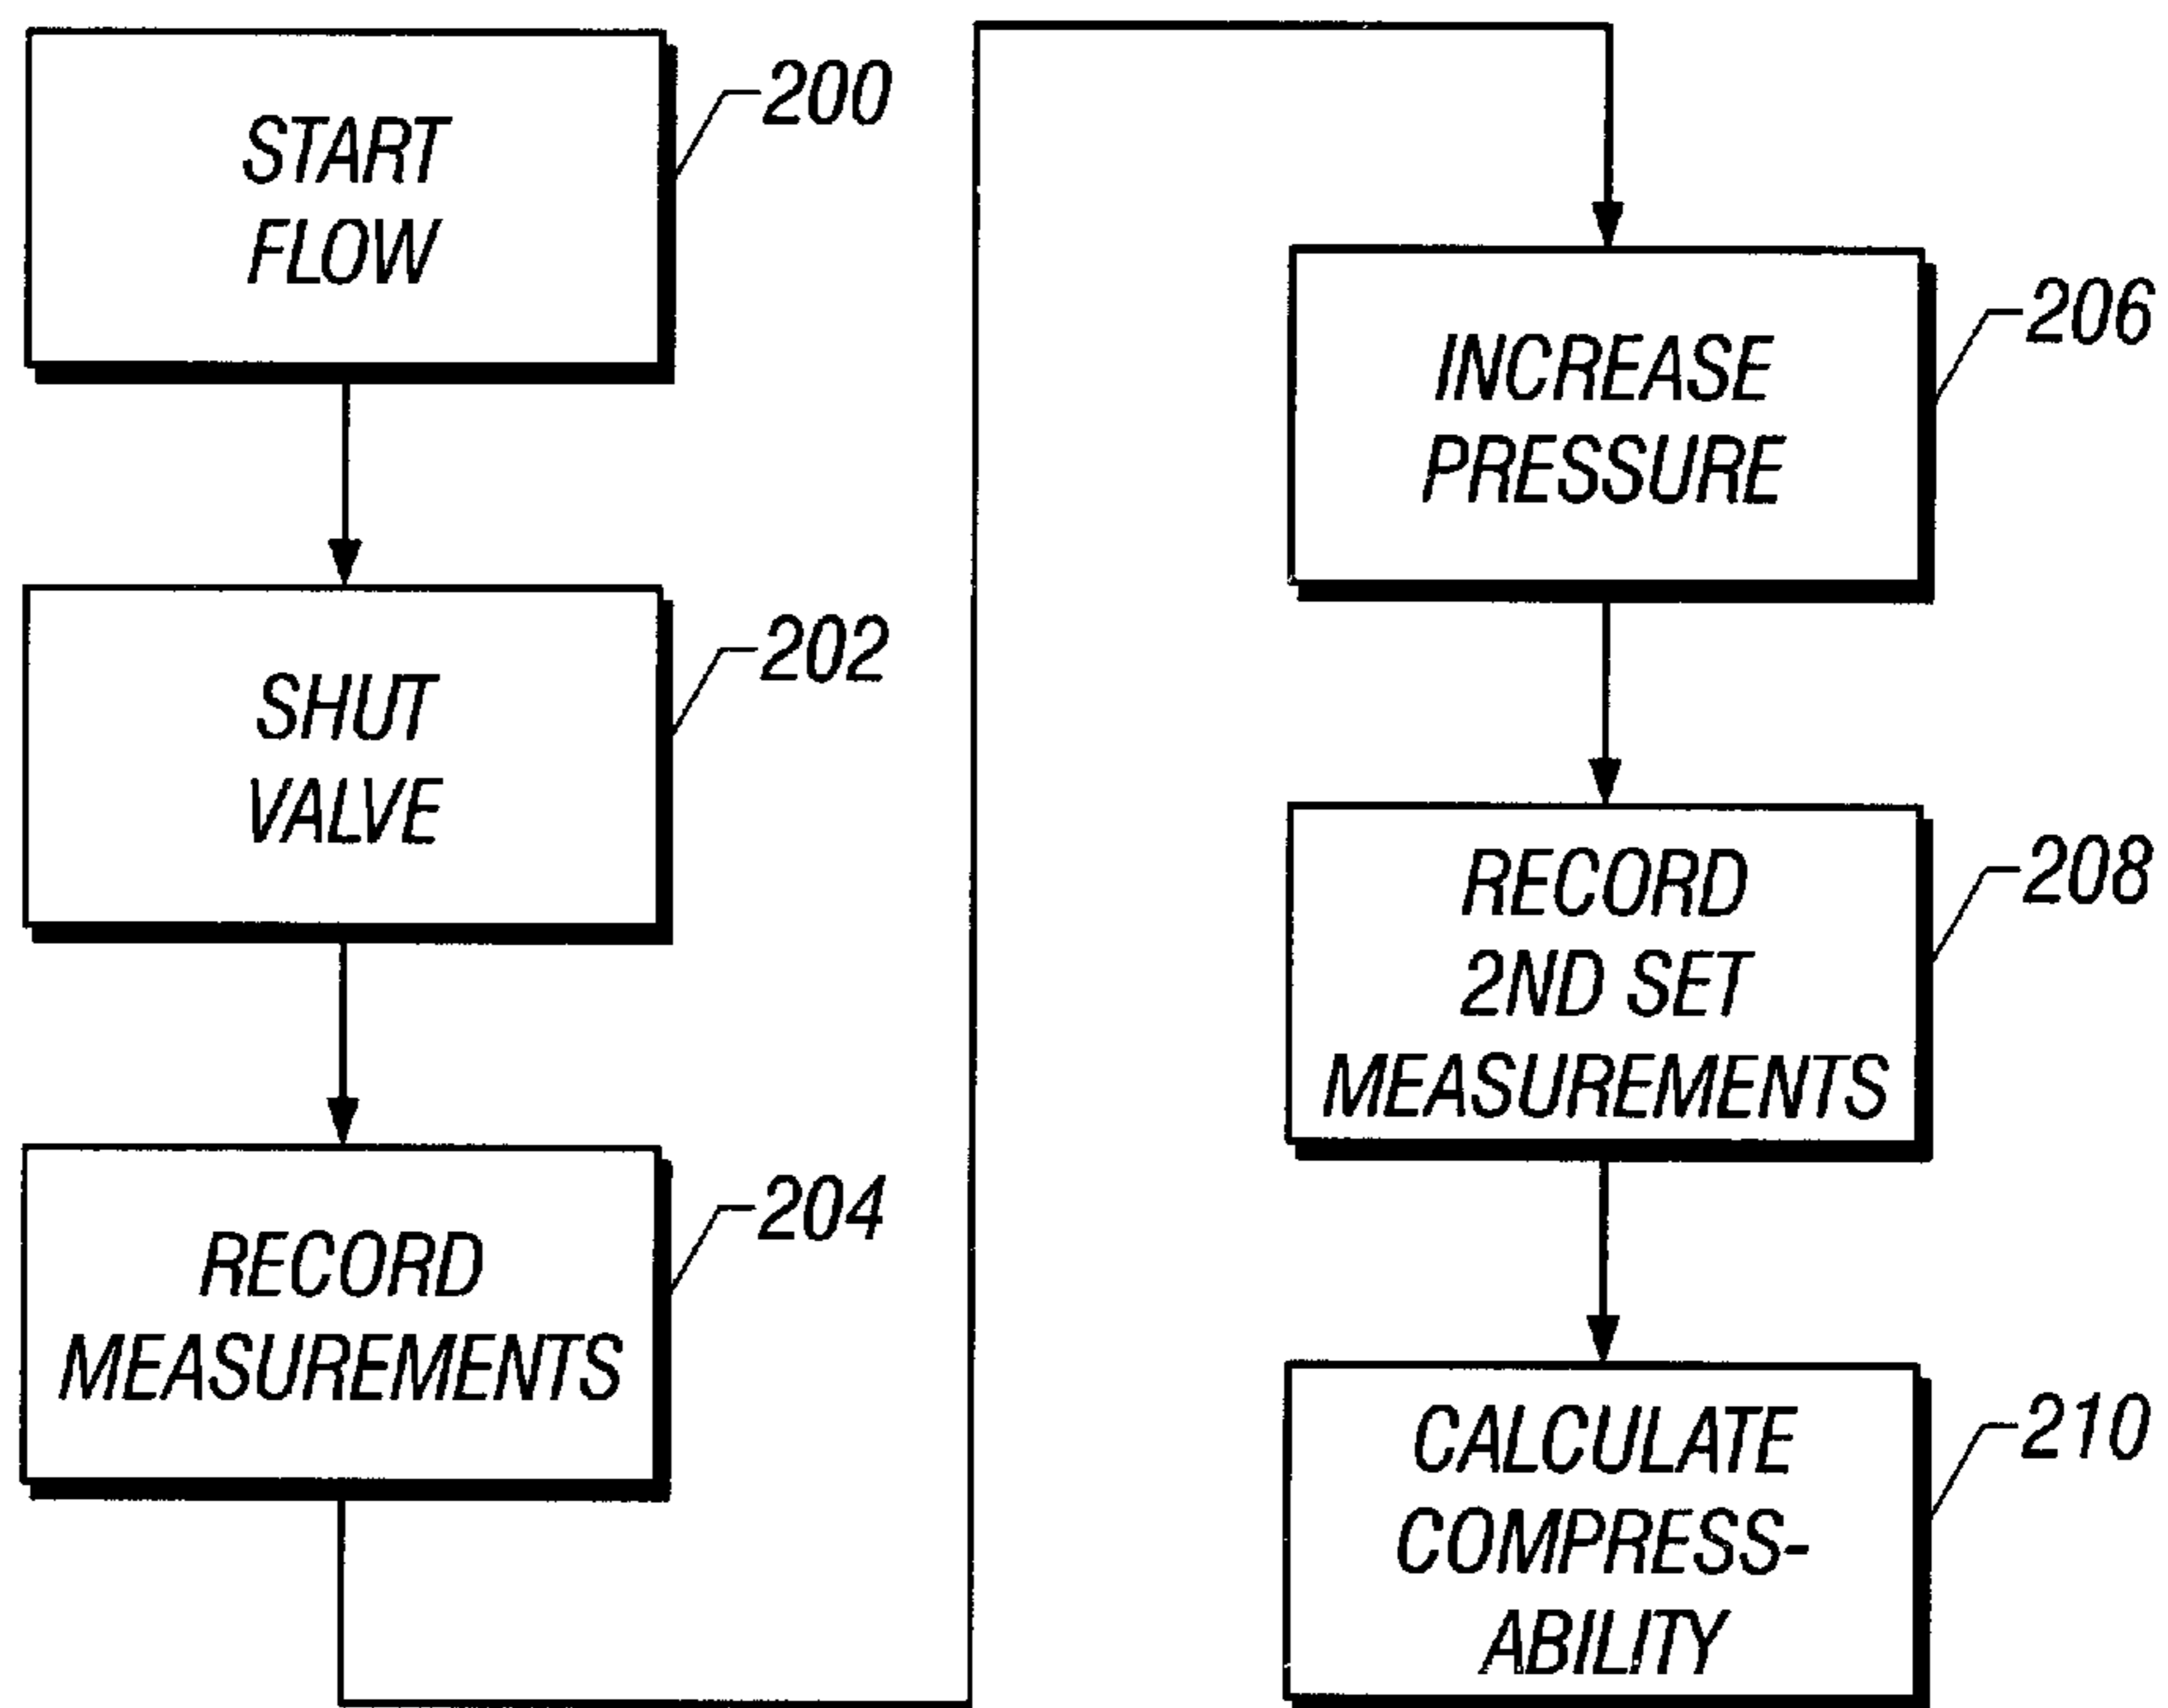 START
FLOW
200
SHUT
VALVE
202
RECORD
MEASUREMENTS
204
INCREASE
PRESSURE
206
RECORD
2ND SET
MEASUREMENTS
208
CALCULATE
COMPRESS-
ABILITY
210